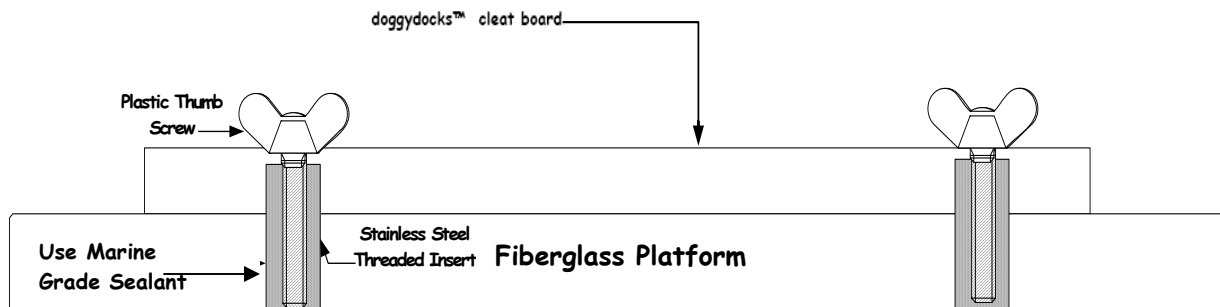 doggydocks™ cleat board
Plastic Thumb
Screw
Use Marine
Grade Sealant
Stainless Steel
Threaded Insert
Fiberglass Platform